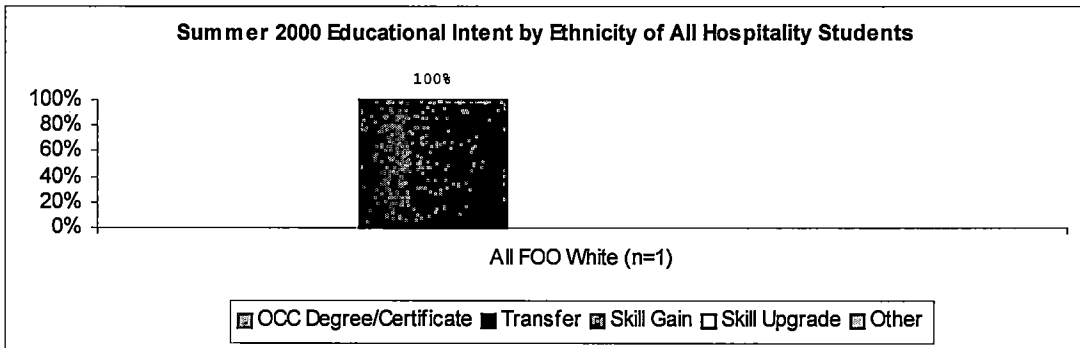 Summer 2000 Educational Intent by Ethnicity of All Hospitality Students
100%
100%
80%
60%
40%
20%
0%
All FOO White (n=1)
OCC Degree/Certificate Transfer Skill Gain Skill Upgrade Other